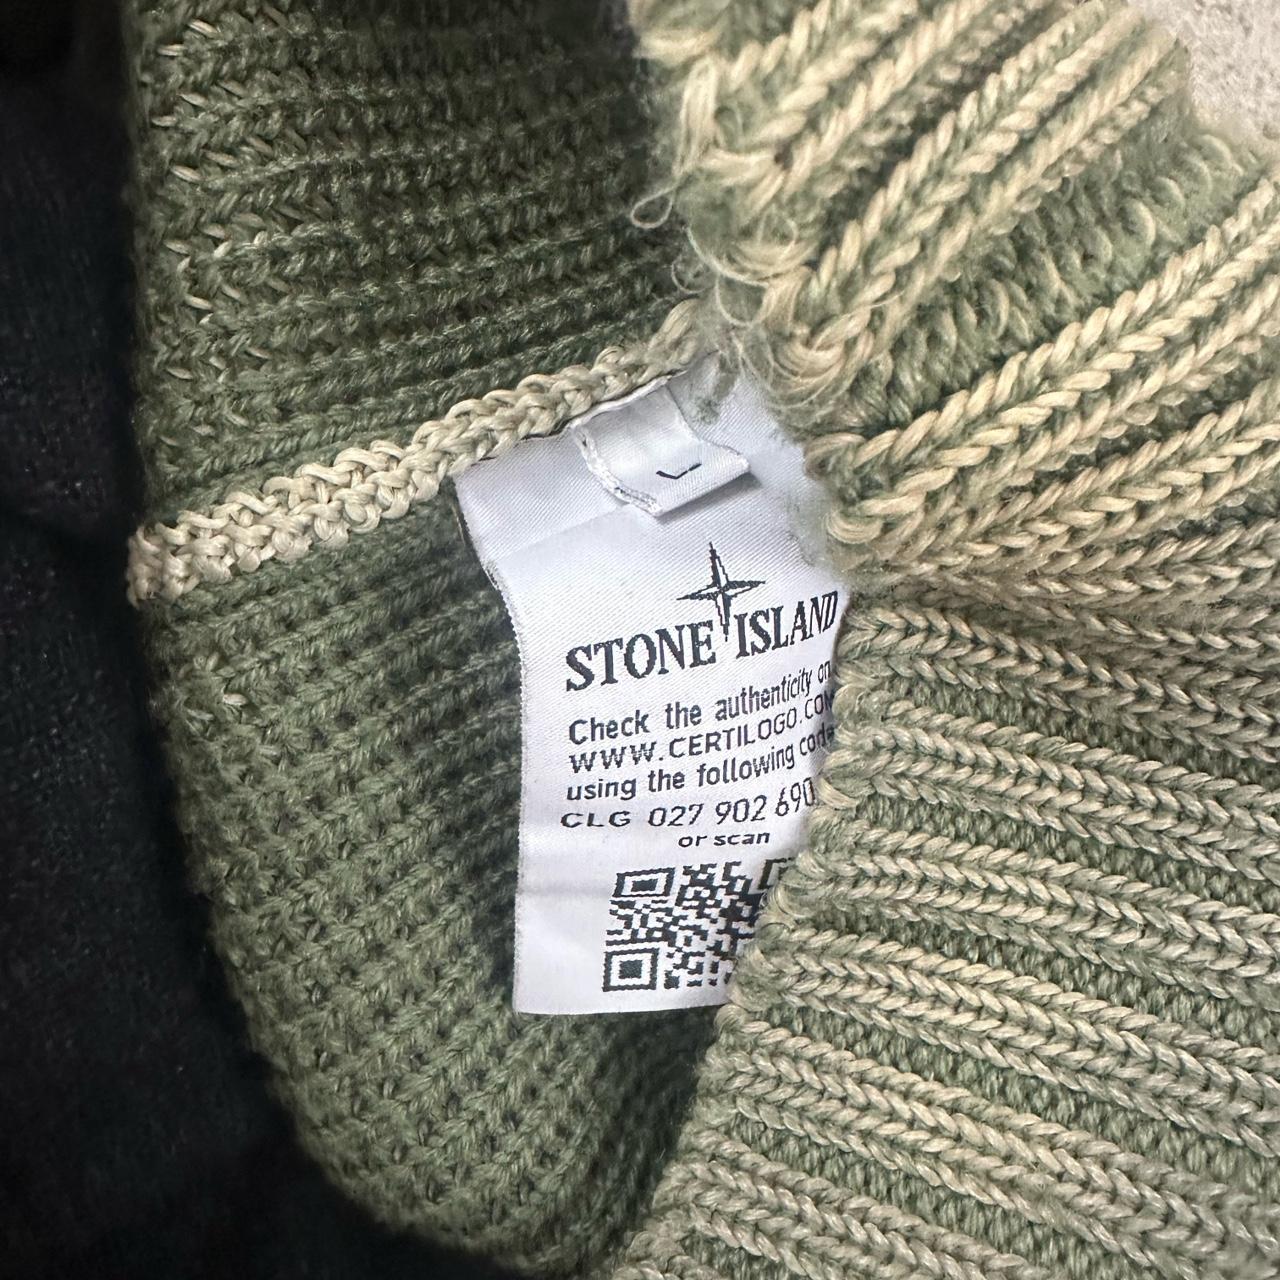 L
STONE ISLAND
Check the authenticity on
WWW.CERTILOGO.COM
using the following code
CLG 027 902 690
or scan